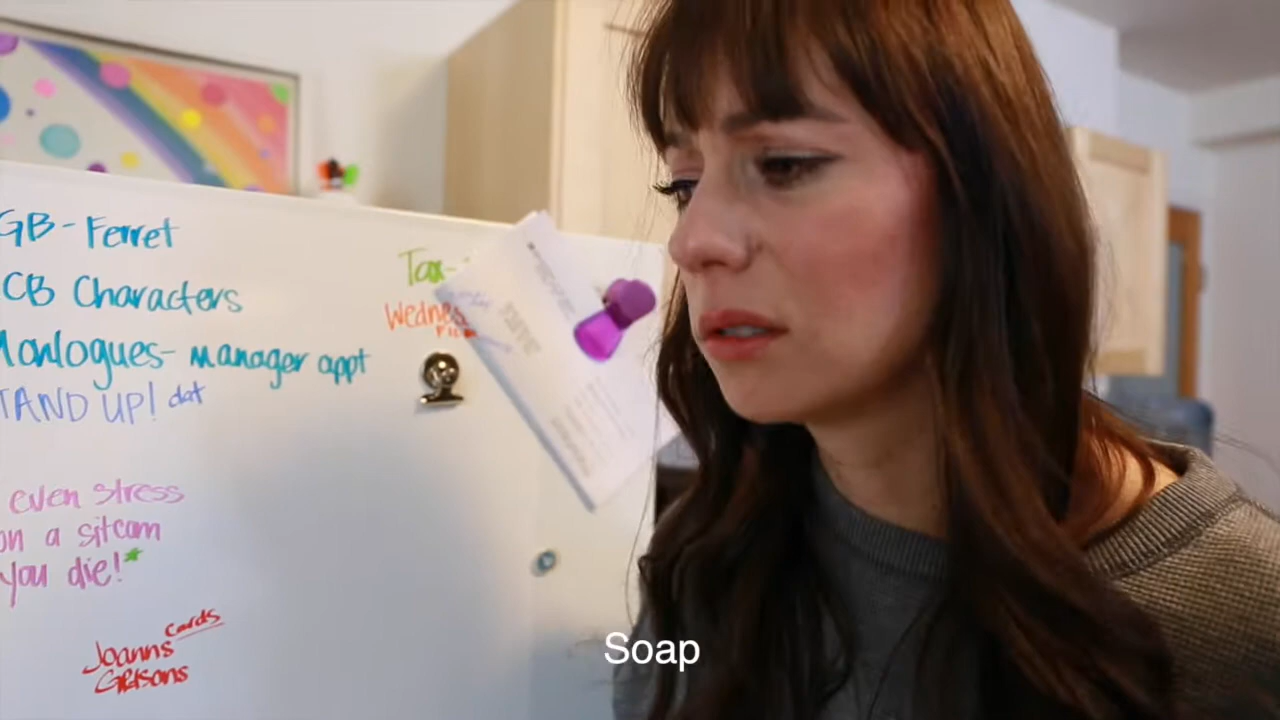 GB - Ferret
CB Characters
Monlogues - manager appt
TAND UP! dat
even stress
on a sitcom
you die!*
cards
Joanns
Tax-
Wednes
Soap